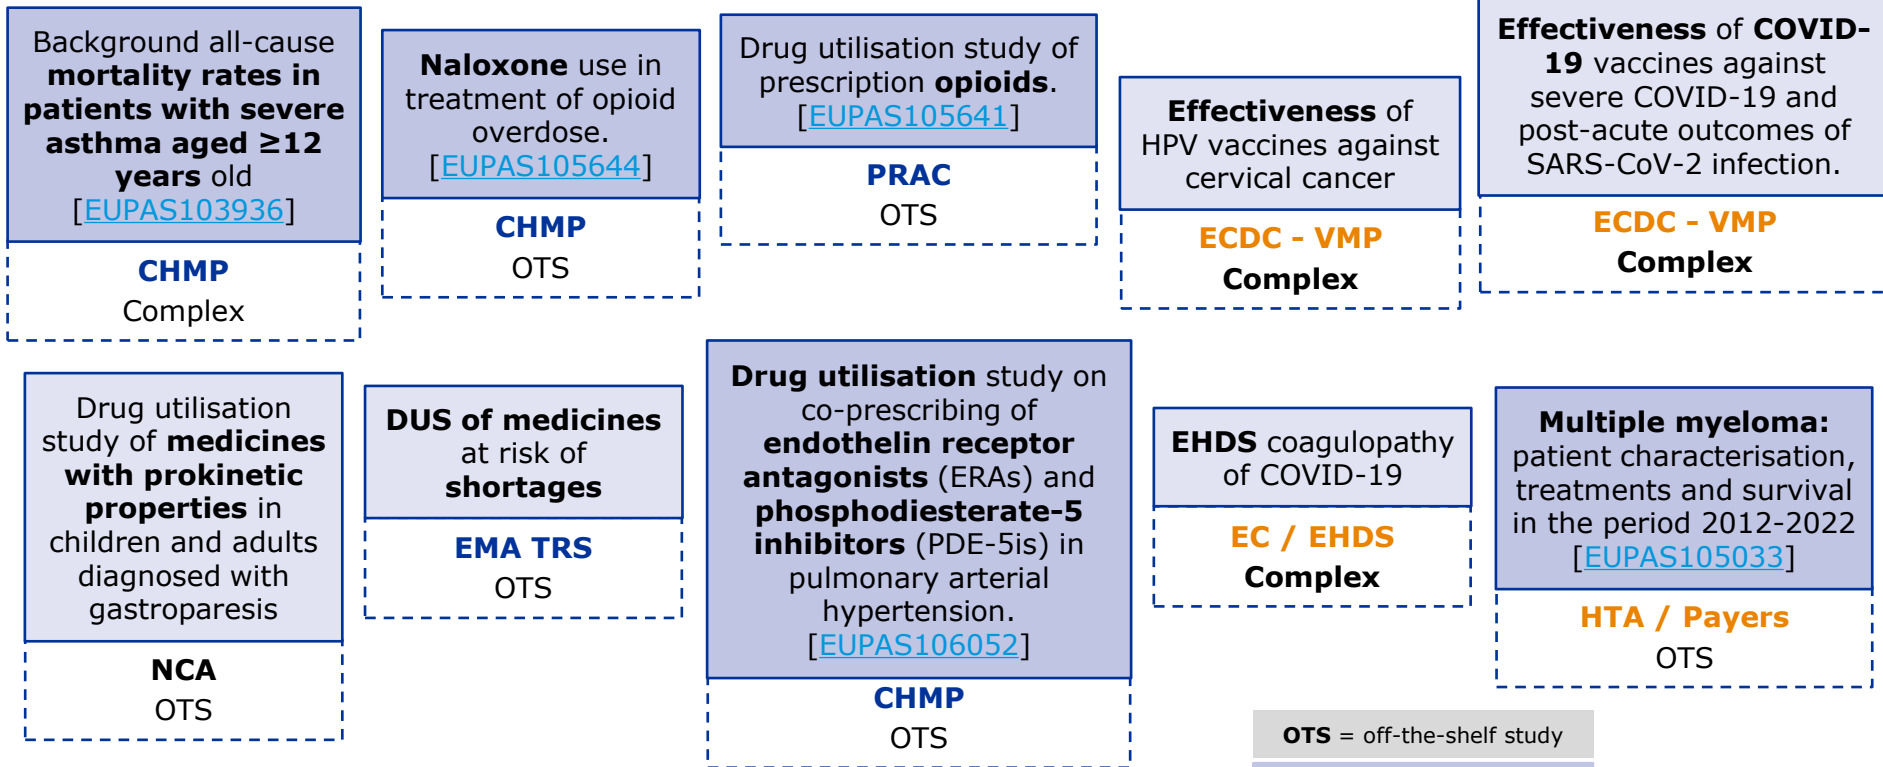 Background all-cause
mortality rates in
patients with severe
asthma aged ≥12
years old
[EUPAS103936]
CHMP
Complex
Naloxone use in
treatment of opioid
overdose.
[EUPAS105644]
CHMP
OTS
Drug utilisation study of
prescription opioids.
[EUPAS105641]
PRAC
OTS
Effectiveness of
HPV vaccines against
cervical cancer
ECDC - VMP
Complex
Effectiveness of COVID-
19 vaccines against
severe COVID-19 and
post-acute outcomes of
SARS-CoV-2 infection.
ECDC - VMP
Complex
Drug utilisation
study of medicines
with prokinetic
properties in
children and adults
diagnosed with
gastroparesis
NCA
OTS
DUS of medicines
at risk of
shortages
EMA TRS
OTS
Drug utilisation study on
co-prescribing of
endothelin receptor
antagonists (ERAs) and
phosphodiesterate-5
inhibitors (PDE-5is) in
pulmonary arterial
hypertension.
[EUPAS106052]
CHMP
OTS
EHDS coagulopathy
of COVID-19
EC / EHDS
Complex
Multiple myeloma:
patient characterisation,
treatments and survival
in the period 2012-2022
[EUPAS105033]
HTA / Payers
OTS
OTS = off-the-shelf study